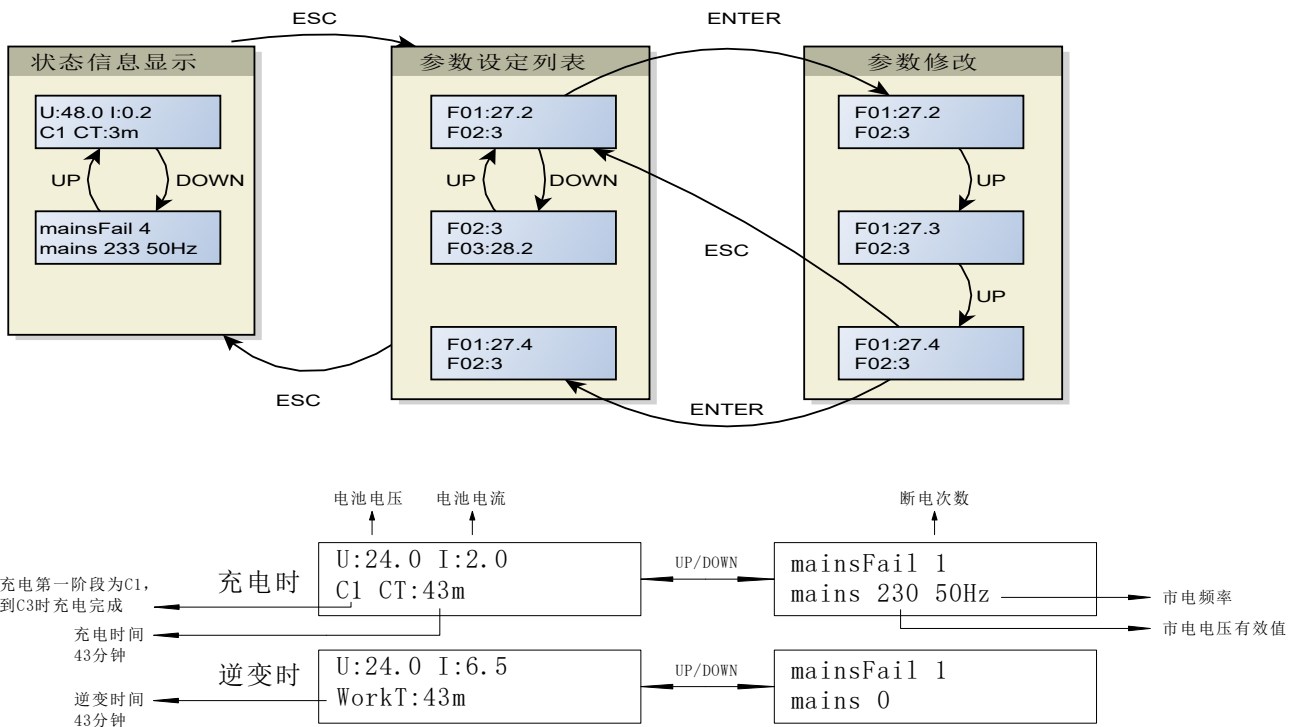 ESC
ENTER
状态信息显示
参数设定列表
参数修改
U:48.0 I:0.2
C1 CT:3m
F01:27.2
F02:3
F01:27.2
F02:3
UP
DOWN
UP
DOWN
UP
mainsFail 4
mains 233 50Hz
F02:3
F03:28.2
F01:27.3
F02:3
ESC
UP
F01:27.4
F02:3
F01:27.4
F02:3
ESC
ENTER
电池电压
电池电流
断电次数
充电第一阶段为C1,
到C3时充电完成
充电时
U:24.0 I:2.0
C1 CT:43m
UP/DOWN
mainsFail 1
mains 230 50Hz
市电频率
市电电压有效值
充电时间
43分钟
逆变时
U:24.0 I:6.5
WorkT:43m
UP/DOWN
mainsFail 1
mains 0
逆变时间
43分钟